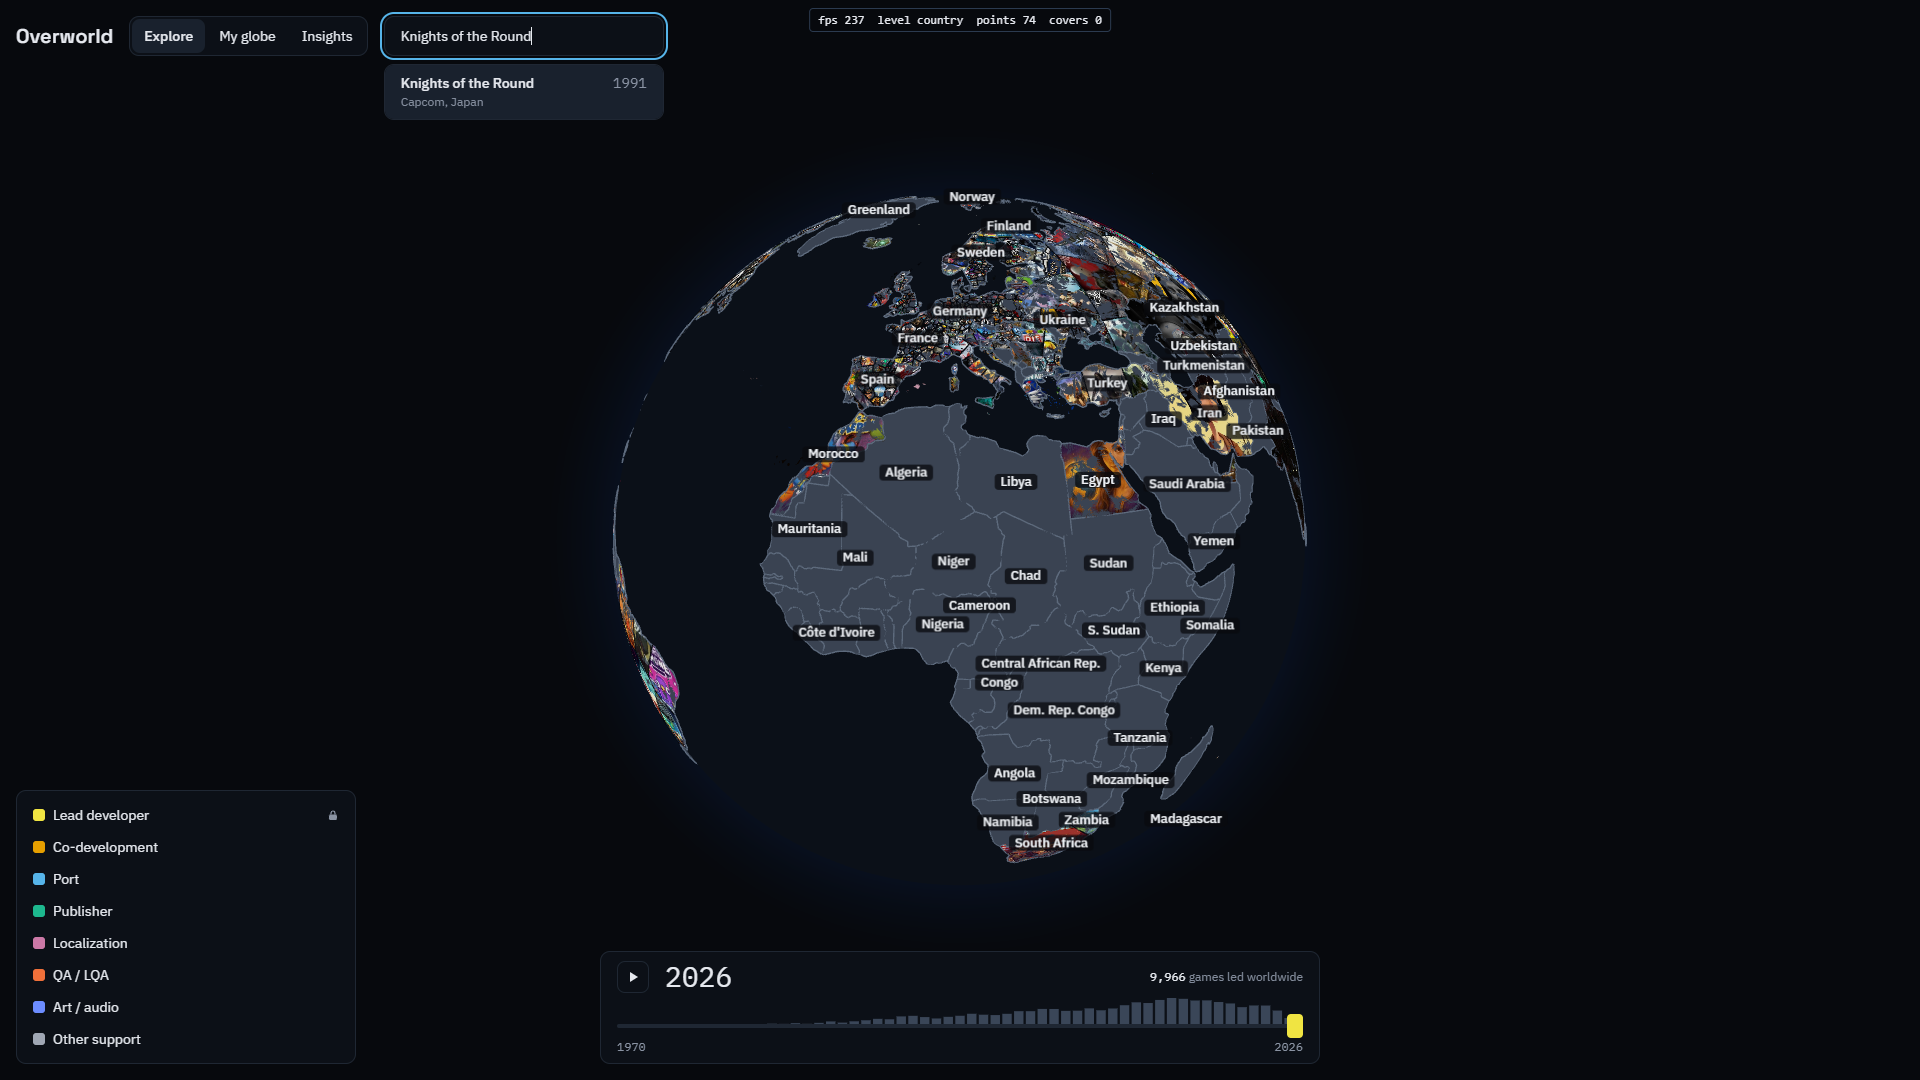 Overworld
Explore
My globe
Insights
Knights of the Round
fps 237 level country points 74 covers 0
Knights of the Round 1991
Capcom, Japan
Norway
Greenland
Finland
Sweden
Kazakhstan
Germany
Ukraine
France
Uzbekistan
Turkmenistan
Spain
Turkey
Afghanistan
Iraq
Iran
Pakistan
Morocco
Algeria
Libya
Egypt
Saudi Arabia
Mauritania
Yemen
Mali
Niger
Chad
Sudan
Cameroon
Ethiopia
Nigeria
Somalia
Côte d'Ivoire
S. Sudan
Central African Rep.
Kenya
Congo
Dem. Rep. Congo
Tanzania
Angola
Mozambique
Botswana
Namibia
Zambia
Madagascar
South Africa
Lead developer
Co-development
Port
Publisher
Localization
QA / LQA
Art / audio
Other support
2026
9,966 games led worldwide
1970
2026